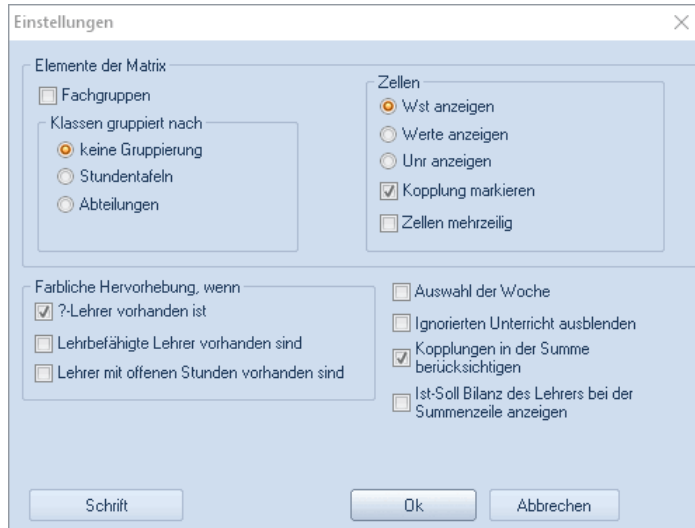 Einstellungen
Elemente der Matrix
Fachgruppen
Klassen gruppiert nach
keine Gruppierung
Stundentafeln
Abteilungen
Zellen
Wst anzeigen
Werte anzeigen
Unr anzeigen
Kopplung markieren
Zellen mehrzeilig
Farbliche Hervorhebung, wenn
?-Lehrer vorhanden ist
Lehrbefähigte Lehrer vorhanden sind
Lehrer mit offenen Stunden vorhanden sind
Auswahl der Woche
Ignorierten Unterricht ausblenden
Kopplungen in der Summe
berücksichtigen
Ist-Soll Bilanz des Lehrers bei der
Summenzeile anzeigen
Schrift
Ok
Abbrechen